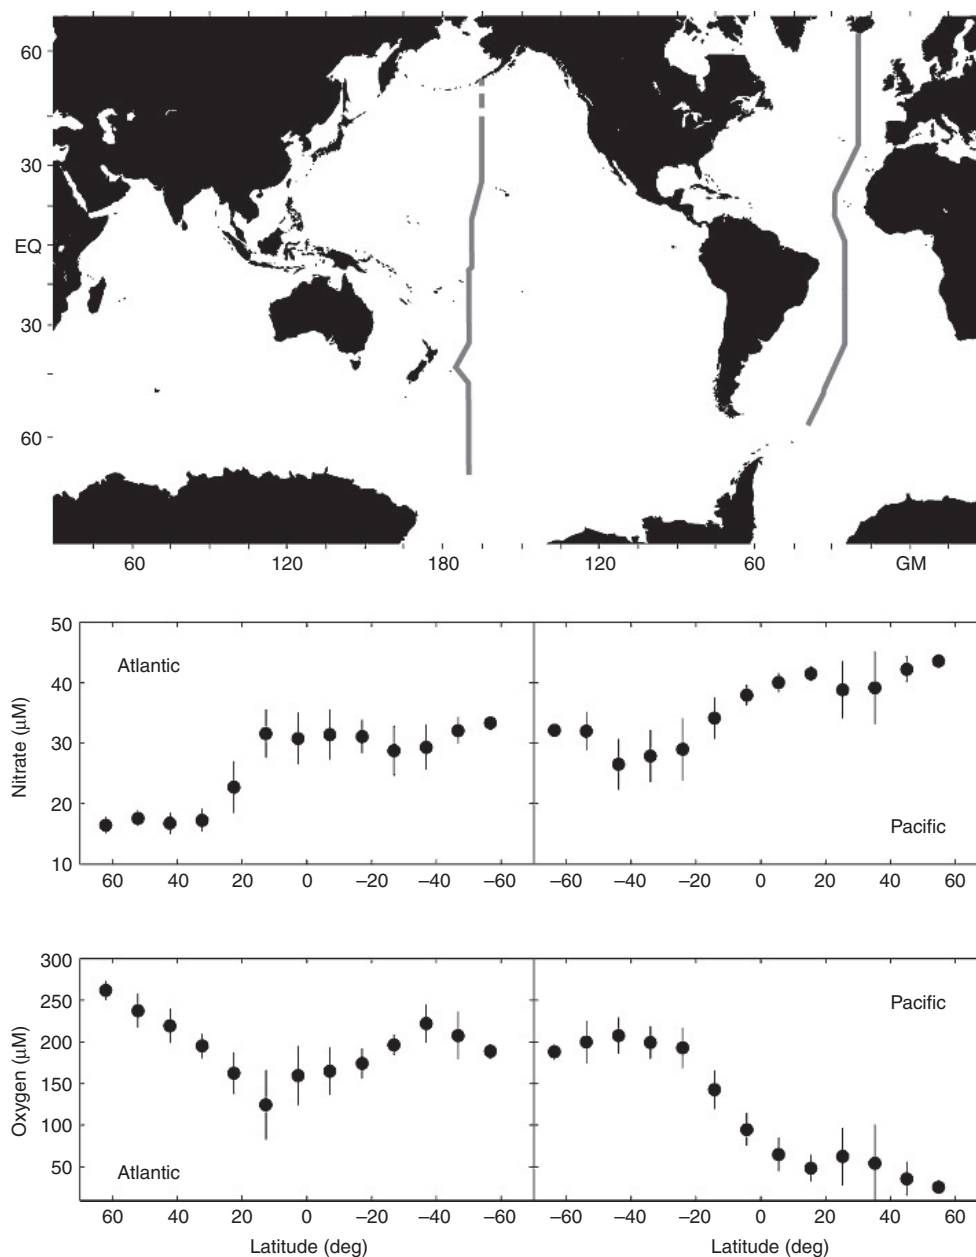 60
30
EQ
30
60
60 120 180 120 60 GM
50
40
30
20
10
Nitrate (μM)
Atlantic
Pacific
60 40 20 0 –20 –40 –60 –60 –40 –20 0 20 40 60
300
250
200
150
100
50
Oxygen (μM)
Pacific
Atlantic
60 40 20 0 –20 –40 –60 –60 –40 –20 0 20 40 60
Latitude (deg) Latitude (deg)